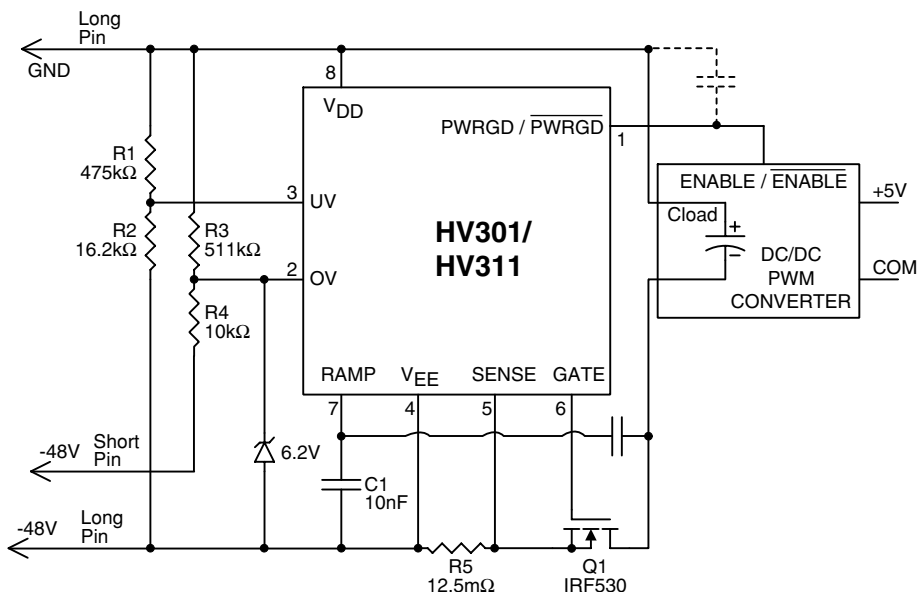 Long
Pin
GND
8
VDD
PWRGD / PWRGD
1
R1
475kΩ
ENABLE / ENABLE
+5V
3
UV
Cload
+
R2
16.2kΩ
R3
511kΩ
HV301/
HV311
−
DC/DC
PWM
CONVERTER
COM
2
OV
R4
10kΩ
RAMP
VEE
SENSE
GATE
7
4
5
6
-48V
Short
Pin
6.2V
C1
10nF
-48V
Long
Pin
R5
12.5mΩ
Q1
IRF530